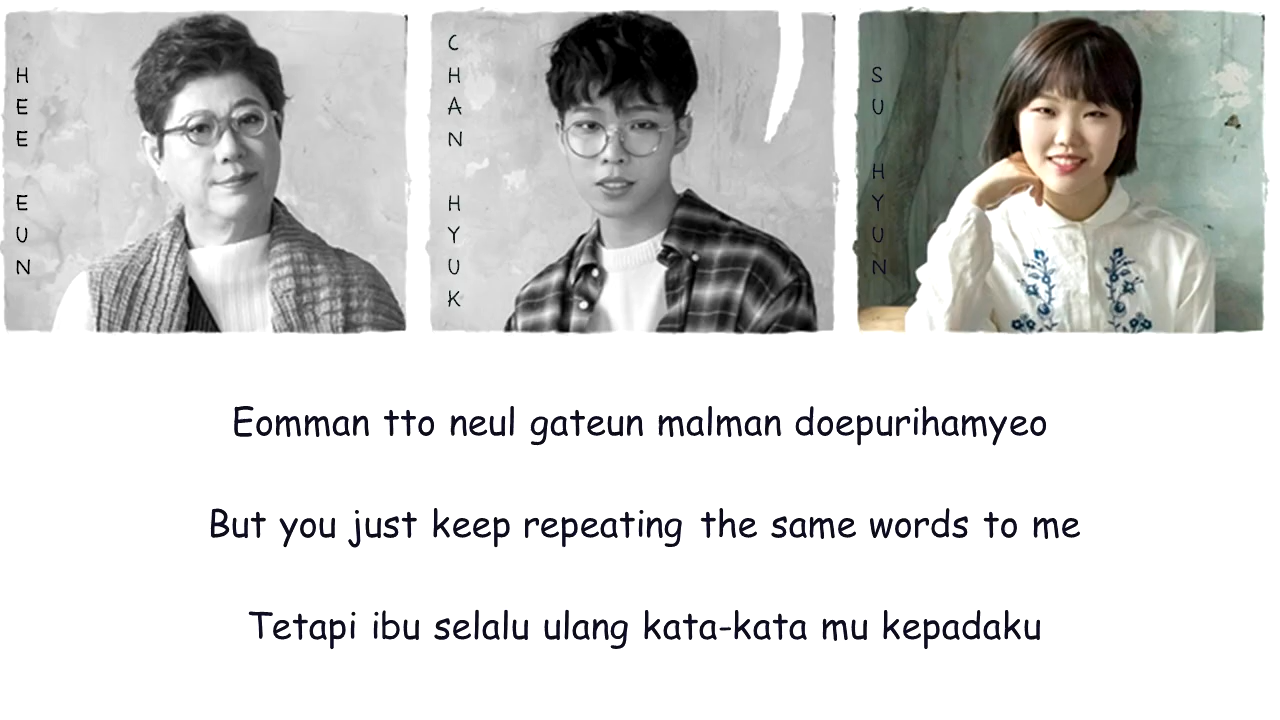 HEE EUN
CHAN HYUK
SU HYUN
Eomman tto neul gateun malman doepurihamyeo
But you just keep repeating the same words to me
Tetapi ibu selalu ulang kata-kata mu kepadaku